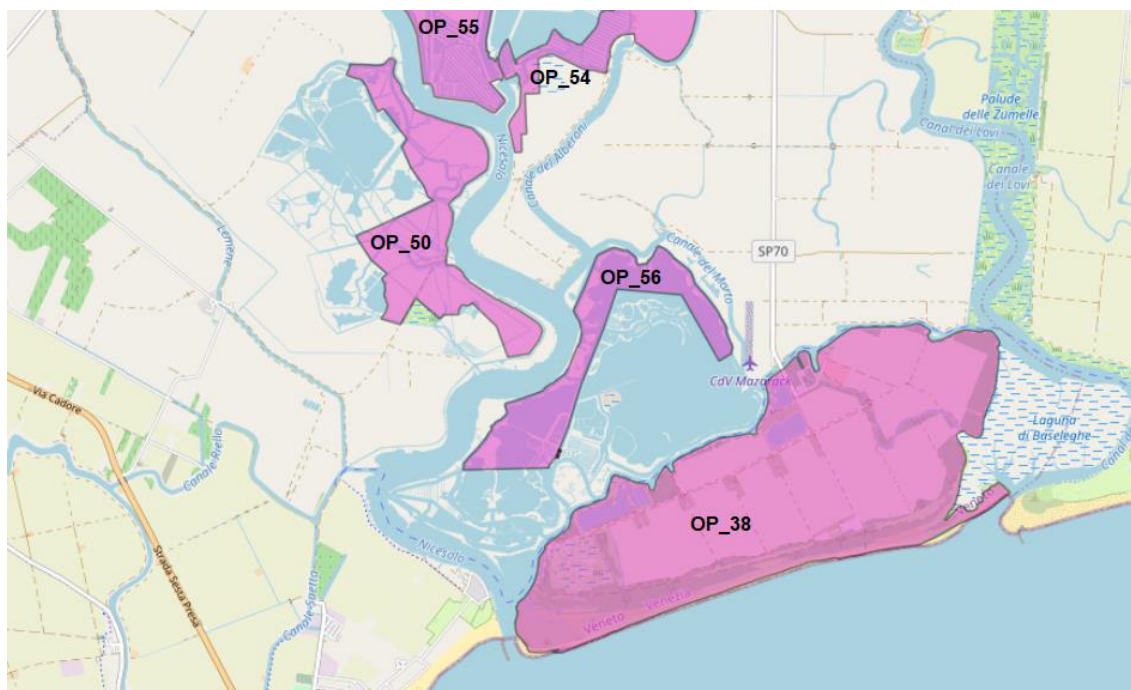 OP_55
OP_54
Palude
delle Zumelle
Canal dei Lovi
Nicesolo
Canale dei Alberoni
Canale
dei Lovi
Lemene
OP_50
SP70
OP_56
Canale del Morto
CdV Mazarack
Via Cadore
Canale Riello
Laguna
di Baseleghe
Veneto
OP_38
Nicesolo
Strada Sesta Presa
Canale Saetta
Veneto
Venezia